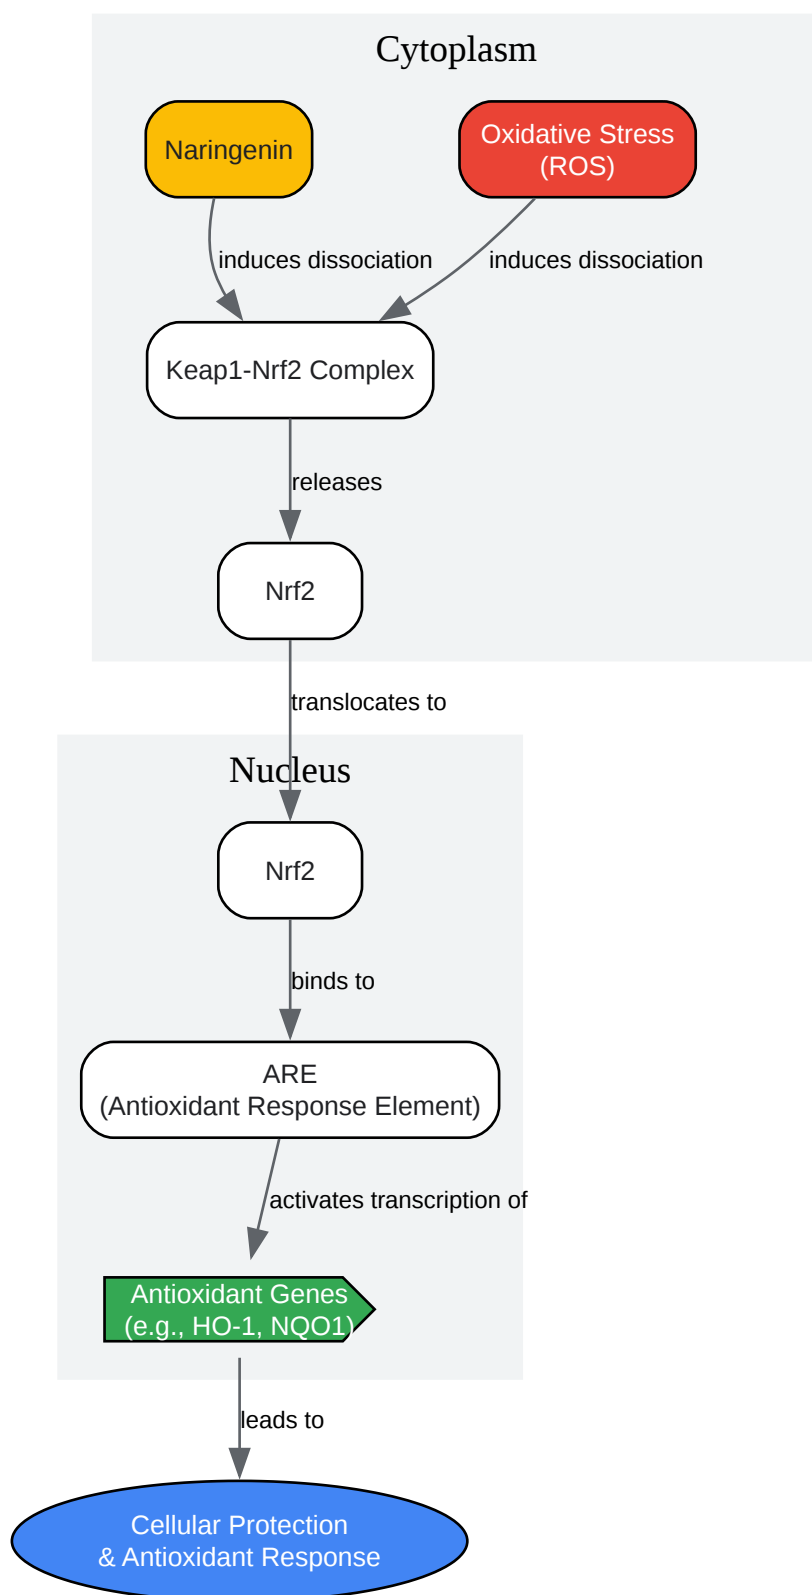 Cytoplasm
Naringenin
Oxidative Stress
(ROS)
induces dissociation
induces dissociation
Keap1-Nrf2 Complex
releases
Nrf2
translocates to
Nucleus
Nrf2
binds to
ARE
(Antioxidant Response Element)
activates transcription of
Antioxidant Genes
(e.g., HO-1, NQO1)
leads to
Cellular Protection
& Antioxidant Response